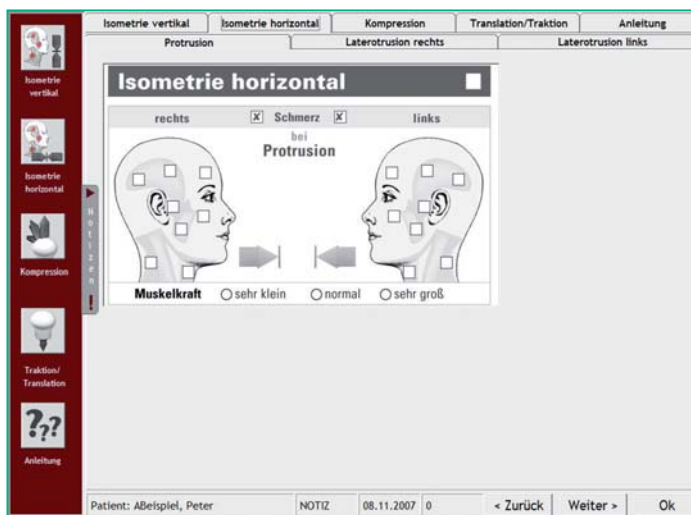 Isometrie vertikal
Isometrie horizontal
Kompression
Translation/Traktion
Anleitung
Protrusion
Laterotrusion rechts
Laterotrusion links
Isometrie
vertikal
Isometrie
horizontal
Kompression
Traktion/
Translation
???
Anleitung
Notizen
!
Isometrie horizontal
rechts
Schmerz
links
bei
Protrusion
Muskelkraft
sehr klein
normal
sehr groß
Patient: ABeispiel, Peter
NOTIZ
08.11.2007
0
< Zurück
Weiter >
Ok